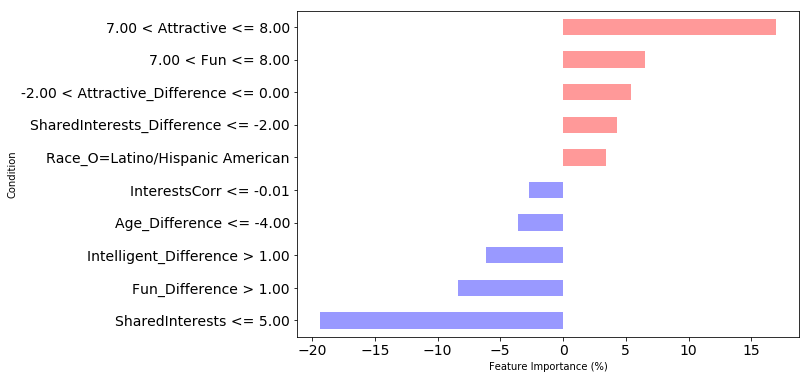 7.00 < Attractive <= 8.00
7.00 < Fun <= 8.00
-2.00 < Attractive_Difference <= 0.00
SharedInterests_Difference <= -2.00
Race_O=Latino/Hispanic American
InterestsCorr <= -0.01
Age_Difference <= -4.00
Intelligent_Difference > 1.00
Fun_Difference > 1.00
SharedInterests <= 5.00
Condition
−20 −15 −10 −5 0 5 10 15
Feature Importance (%)